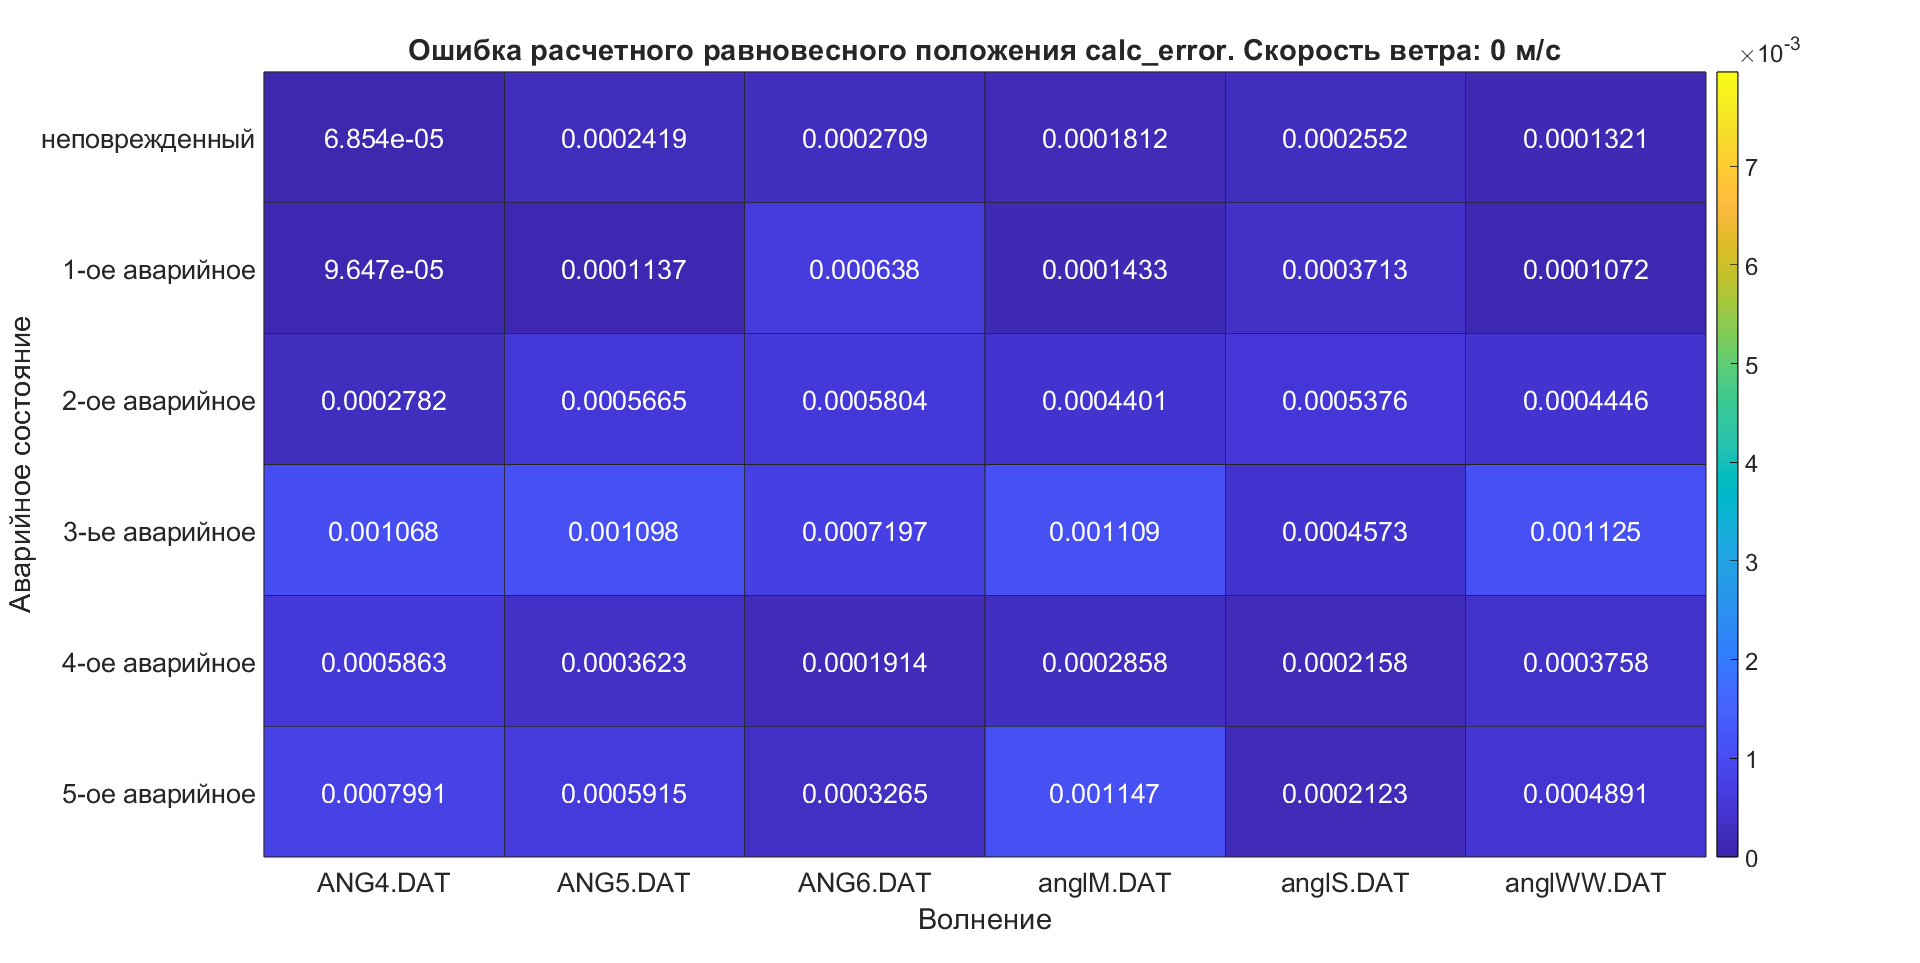 Ошибка расчетного равновесного положения calc_error. Скорость ветра: 0 м/с
×10-3
неповрежденный 6.854e-05 0.0002419 0.0002709 0.0001812 0.0002552 0.0001321
1-ое аварийное 9.647e-05 0.0001137 0.000638 0.0001433 0.0003713 0.0001072
2-ое аварийное 0.0002782 0.0005665 0.0005804 0.0004401 0.0005376 0.0004446
3-ье аварийное 0.001068 0.001098 0.0007197 0.001109 0.0004573 0.001125
4-ое аварийное 0.0005863 0.0003623 0.0001914 0.0002858 0.0002158 0.0003758
5-ое аварийное 0.0007991 0.0005915 0.0003265 0.001147 0.0002123 0.0004891
ANG4.DAT ANG5.DAT ANG6.DAT anglM.DAT anglS.DAT anglWW.DAT
Волнение
Аварийное состояние
7
6
5
4
3
2
1
0